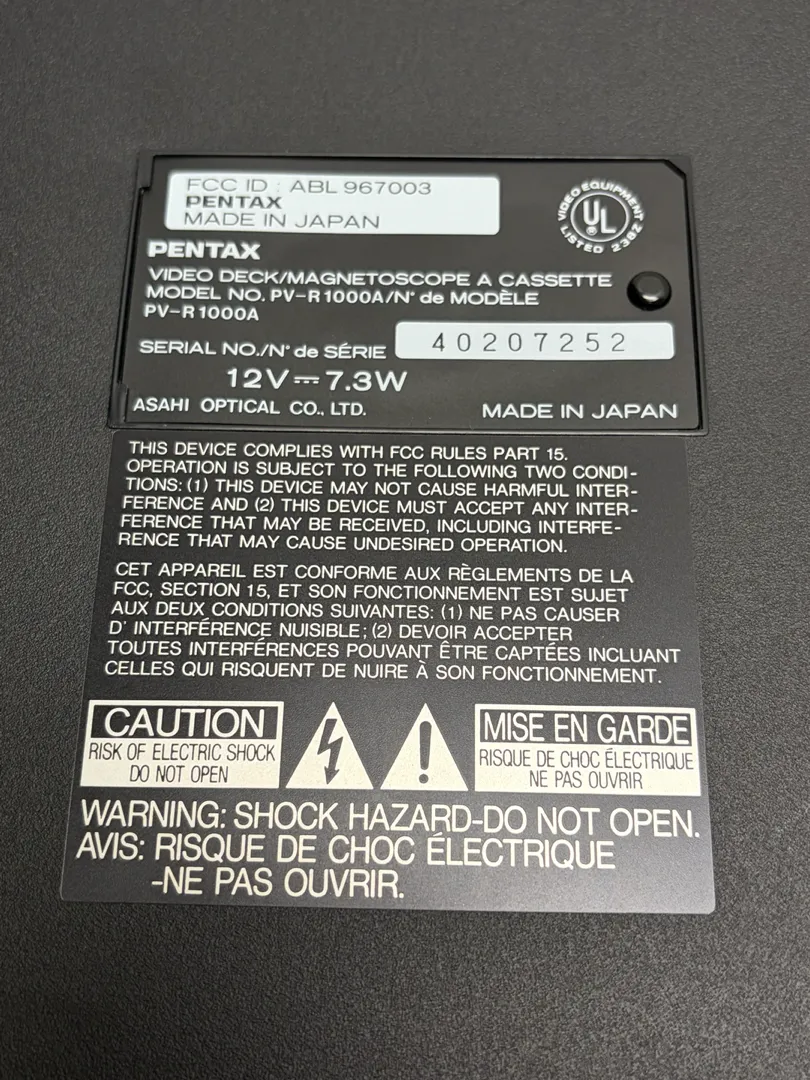 FCC ID : ABL 967003
PENTAX
MADE IN JAPAN
VIDEO EQUIPMENT
UL
®
LISTED 238Z
PENTAX
VIDEO DECK/MAGNETOSCOPE A CASSETTE
MODEL NO. PV-R1000A/N° de MODÈLE
PV-R1000A
SERIAL NO./N° de SÉRIE 40207252
12V ⎓ 7.3W
ASAHI OPTICAL CO., LTD. MADE IN JAPAN
THIS DEVICE COMPLIES WITH FCC RULES PART 15.
OPERATION IS SUBJECT TO THE FOLLOWING TWO CONDI-
TIONS: (1) THIS DEVICE MAY NOT CAUSE HARMFUL INTER-
FERENCE AND (2) THIS DEVICE MUST ACCEPT ANY INTER-
FERENCE THAT MAY BE RECEIVED, INCLUDING INTERFE-
RENCE THAT MAY CAUSE UNDESIRED OPERATION.
CET APPAREIL EST CONFORME AUX RÈGLEMENTS DE LA
FCC, SECTION 15, ET SON FONCTIONNEMENT EST SUJET
AUX DEUX CONDITIONS SUIVANTES: (1) NE PAS CAUSER
D' INTERFÉRENCE NUISIBLE; (2) DEVOIR ACCEPTER
TOUTES INTERFÉRENCES POUVANT ÊTRE CAPTÉES INCLUANT
CELLES QUI RISQUENT DE NUIRE À SON FONCTIONNEMENT.
CAUTION
RISK OF ELECTRIC SHOCK
DO NOT OPEN
MISE EN GARDE
RISQUE DE CHOC ÉLECTRIQUE
NE PAS OUVRIR
WARNING: SHOCK HAZARD-DO NOT OPEN.
AVIS: RISQUE DE CHOC ÉLECTRIQUE
-NE PAS OUVRIR.